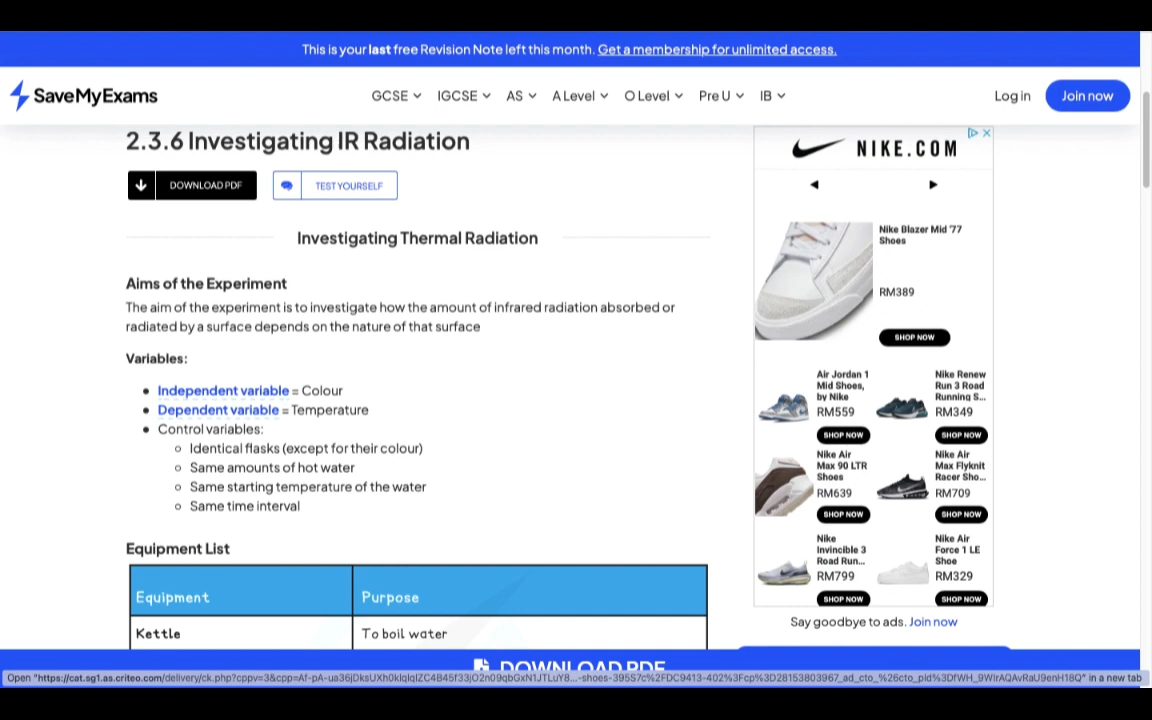 This is your last free Revision Note left this month. Get a membership for unlimited access.
SaveMyExams
GCSE
IGCSE
AS
A Level
O Level
Pre U
IB
Log in
Join now
2.3.6 Investigating IR Radiation
DOWNLOAD PDF
TEST YOURSELF
Investigating Thermal Radiation
Aims of the Experiment
The aim of the experiment is to investigate how the amount of infrared radiation absorbed or
radiated by a surface depends on the nature of that surface
Variables:
Independent variable = Colour
Dependent variable = Temperature
Control variables:
Identical flasks (except for their colour)
Same amounts of hot water
Same starting temperature of the water
Same time interval
Equipment List
Equipment
Purpose
Kettle
To boil water
NIKE.COM
Nike Blazer Mid '77
Shoes
RM389
SHOP NOW
Air Jordan 1
Mid Shoes,
by Nike
RM559
SHOP NOW
Nike Renew
Run 3 Road
Running S...
RM349
SHOP NOW
Nike Air
Max 90 LTR
Shoes
RM639
SHOP NOW
Nike Air
Max Flyknit
Racer Sho...
RM709
SHOP NOW
Nike
Invincible 3
Road Run...
RM799
SHOP NOW
Nike Air
Force 1 LE
Shoe
RM329
SHOP NOW
Say goodbye to ads. Join now
DOWNLOAD PDF